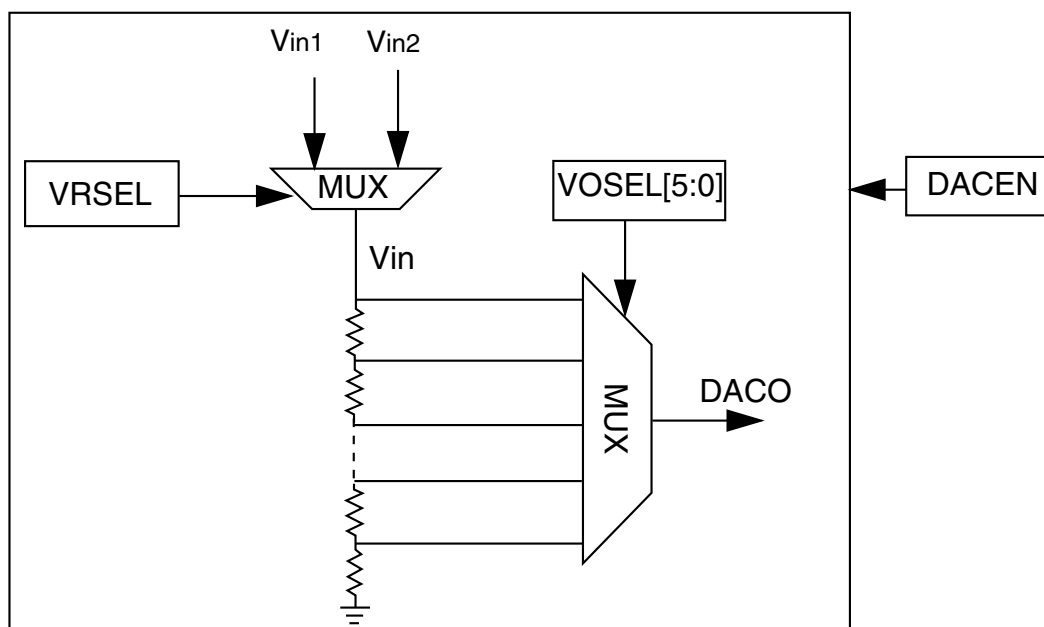 Vin1
Vin2
VRSEL
MUX
VOSEL[5:0]
DACEN
Vin
MUX
DACO